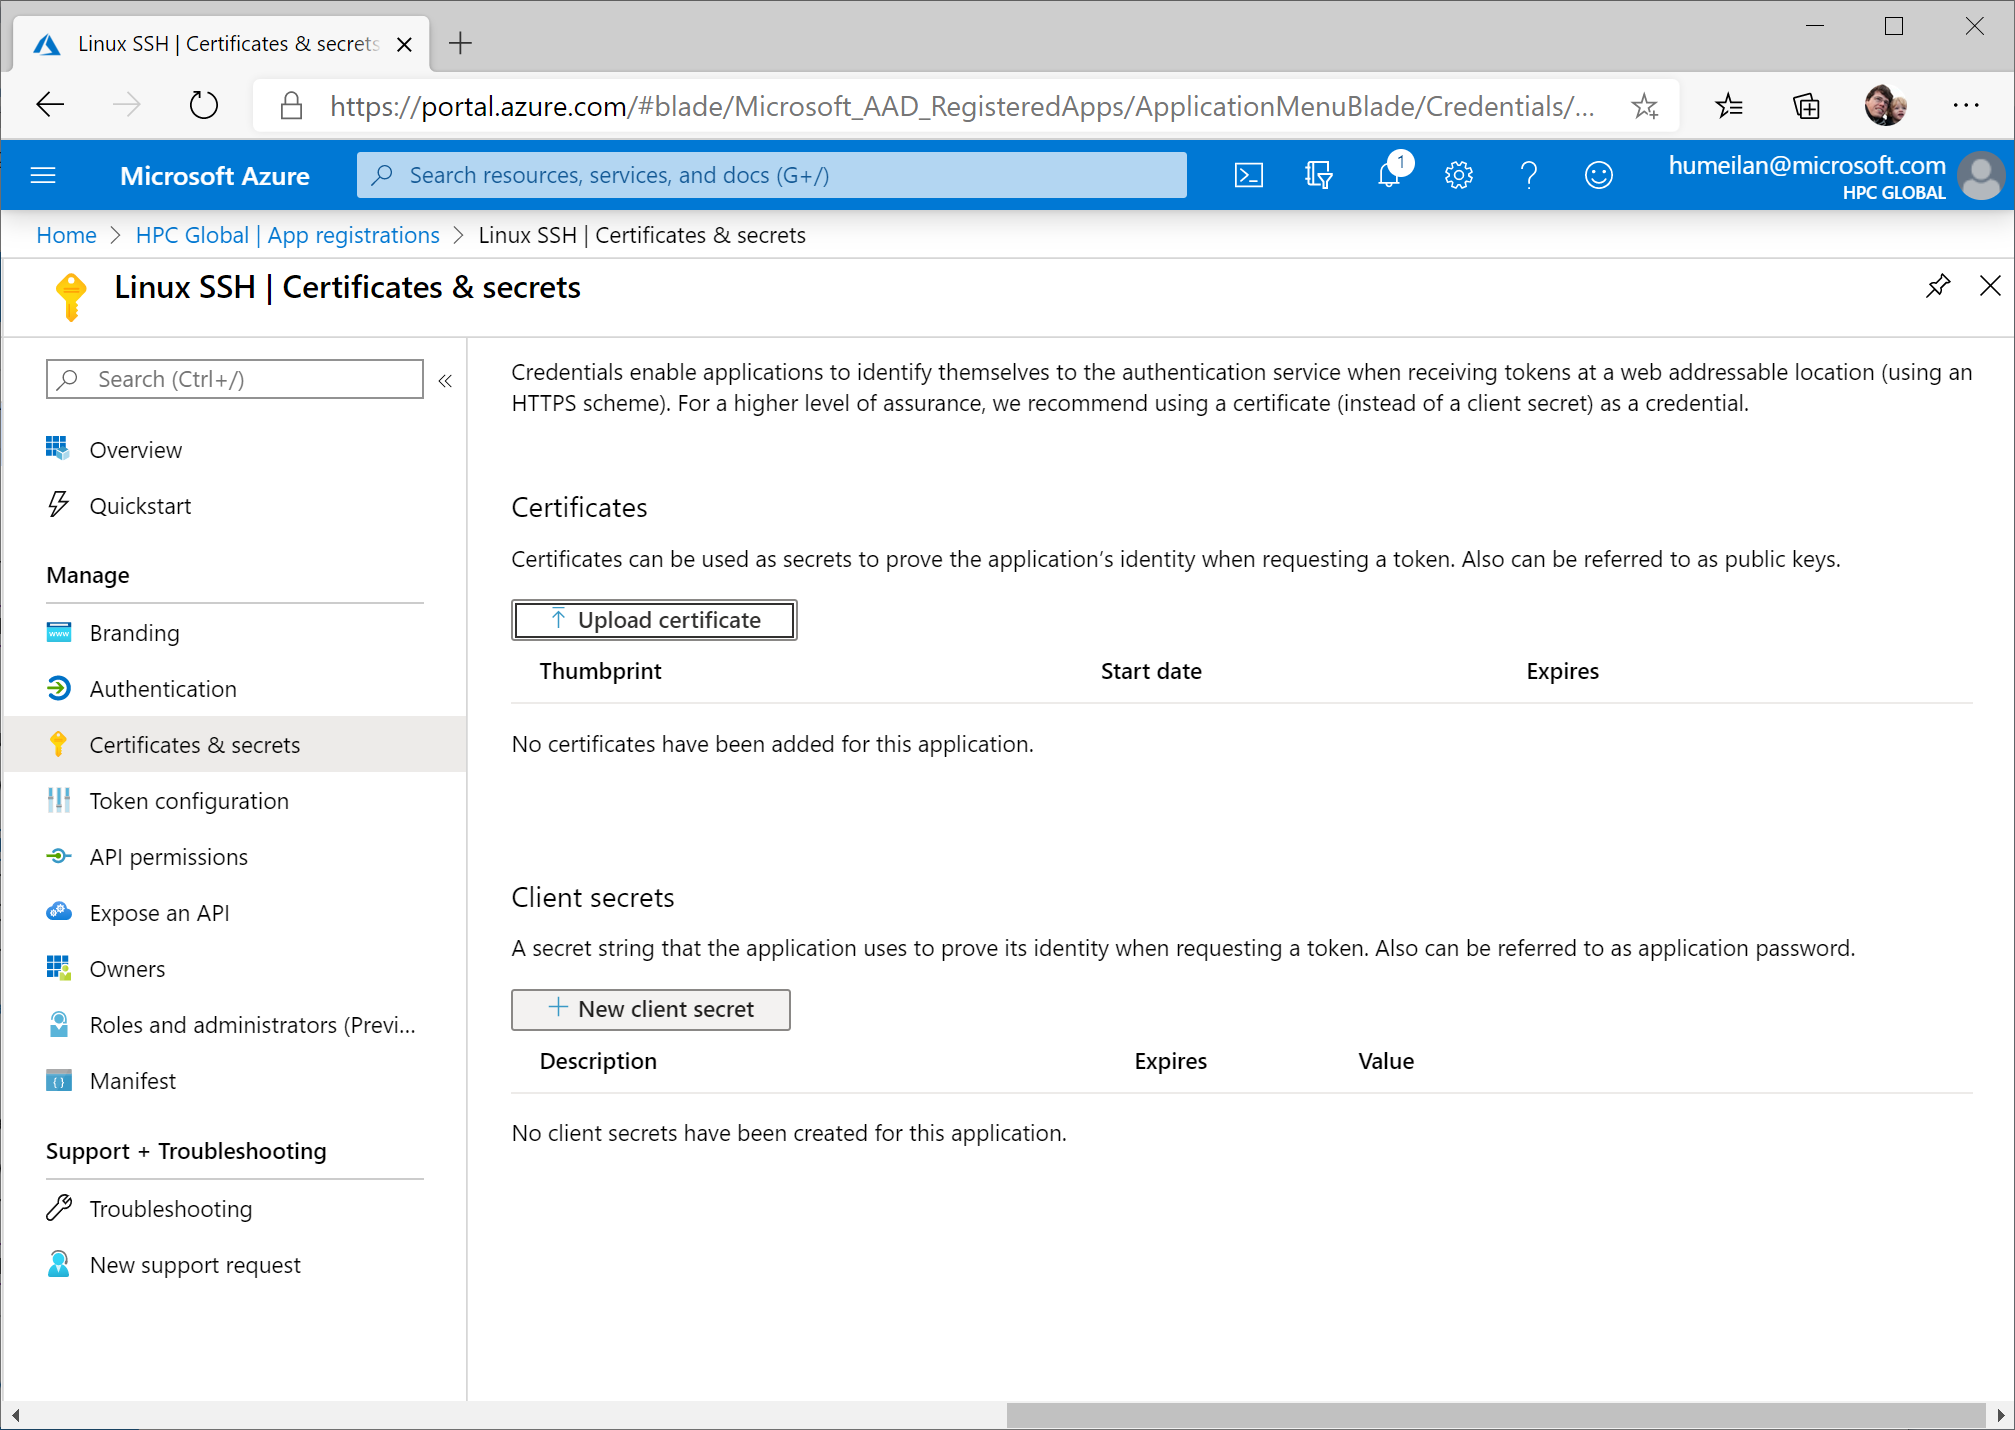 Linux SSH | Certificates & secrets
https://portal.azure.com/#blade/Microsoft_AAD_RegisteredApps/ApplicationMenuBlade/Credentials/...
Microsoft Azure
Search resources, services, and docs (G+/)
1
humeilan@microsoft.com
HPC GLOBAL
Home > HPC Global | App registrations > Linux SSH | Certificates & secrets
Linux SSH | Certificates & secrets
Search (Ctrl+/)
Overview
Quickstart
Manage
Branding
Authentication
Certificates & secrets
Token configuration
API permissions
Expose an API
Owners
Roles and administrators (Previ...
Manifest
Support + Troubleshooting
Troubleshooting
New support request
Credentials enable applications to identify themselves to the authentication service when receiving tokens at a web addressable location (using an
HTTPS scheme). For a higher level of assurance, we recommend using a certificate (instead of a client secret) as a credential.
Certificates
Certificates can be used as secrets to prove the application's identity when requesting a token. Also can be referred to as public keys.
Upload certificate
Thumbprint Start date Expires
No certificates have been added for this application.
Client secrets
A secret string that the application uses to prove its identity when requesting a token. Also can be referred to as application password.
New client secret
Description Expires Value
No client secrets have been created for this application.